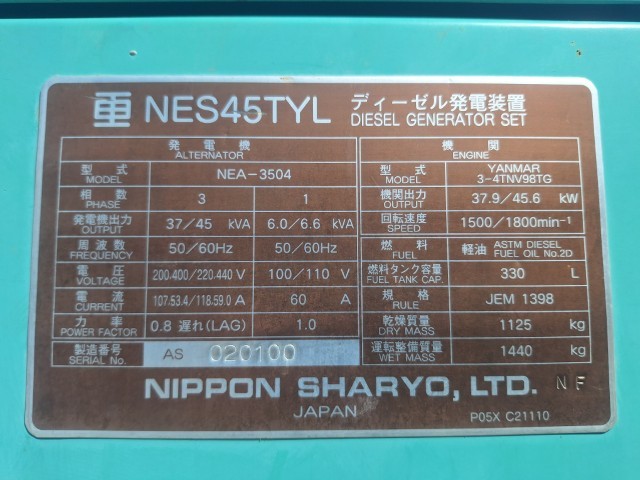 NES45TYL ディーゼル発電装置
DIESEL GENERATOR SET
発電機
ALTERNATOR
型式 MODEL NEA-3504
相数 PHASE 3 1
発電機出力 OUTPUT 37/45 kVA 6.0/6.6 kVA
周波数 FREQUENCY 50/60Hz 50/60Hz
電圧 VOLTAGE 200.400/220.440 V 100/110 V
電流 CURRENT 107.53.4/118.59.0 A 60 A
力率 POWER FACTOR 0.8 遅れ(LAG) 1.0
製造番号 SERIAL No. AS 020100
機関
ENGINE
型式 MODEL YANMAR 3-4TNV98TG
機関出力 OUTPUT 37.9/45.6 kW
回転速度 SPEED 1500/1800min⁻¹
燃料 FUEL 軽油 ASTM DIESEL FUEL OIL No.2D
燃料タンク容量 FUEL TANK CAP. 330 L
規格 RULE JEM 1398
乾燥質量 DRY MASS 1125 kg
運転整備質量 WET MASS 1440 kg
NIPPON SHARYO, LTD. NF
JAPAN
P05X C21110